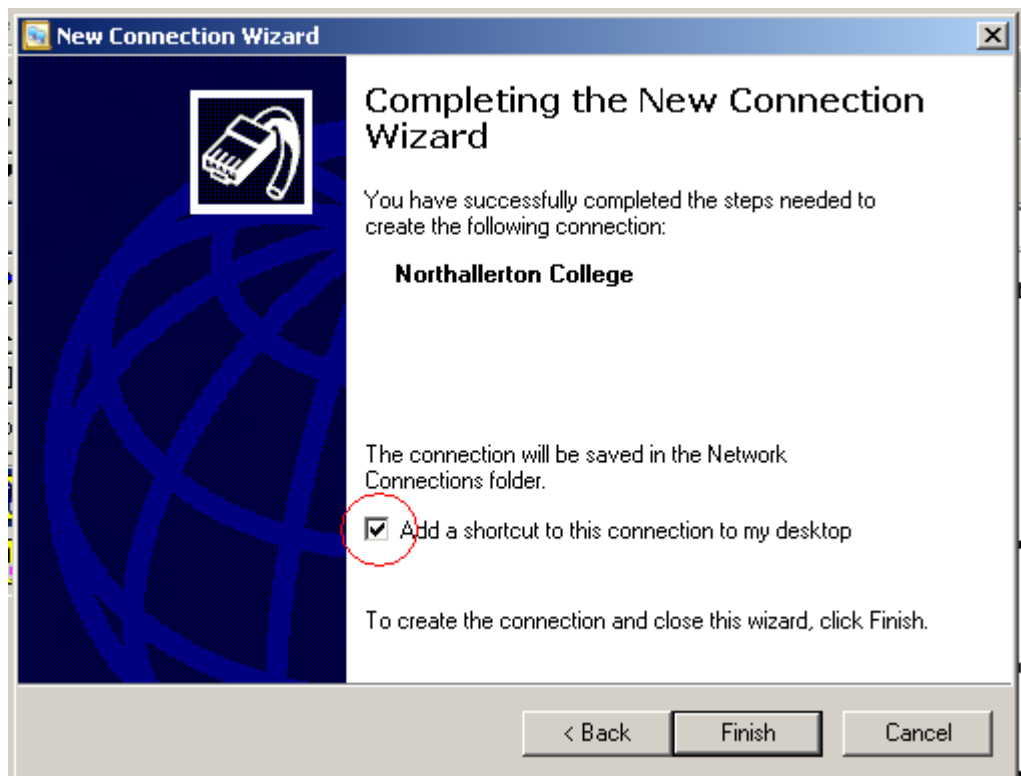 New Connection Wizard
Completing the New Connection
Wizard
You have successfully completed the steps needed to
create the following connection:
Northallerton College
The connection will be saved in the Network
Connections folder.
Add a shortcut to this connection to my desktop
To create the connection and close this wizard, click Finish.
< Back Finish Cancel